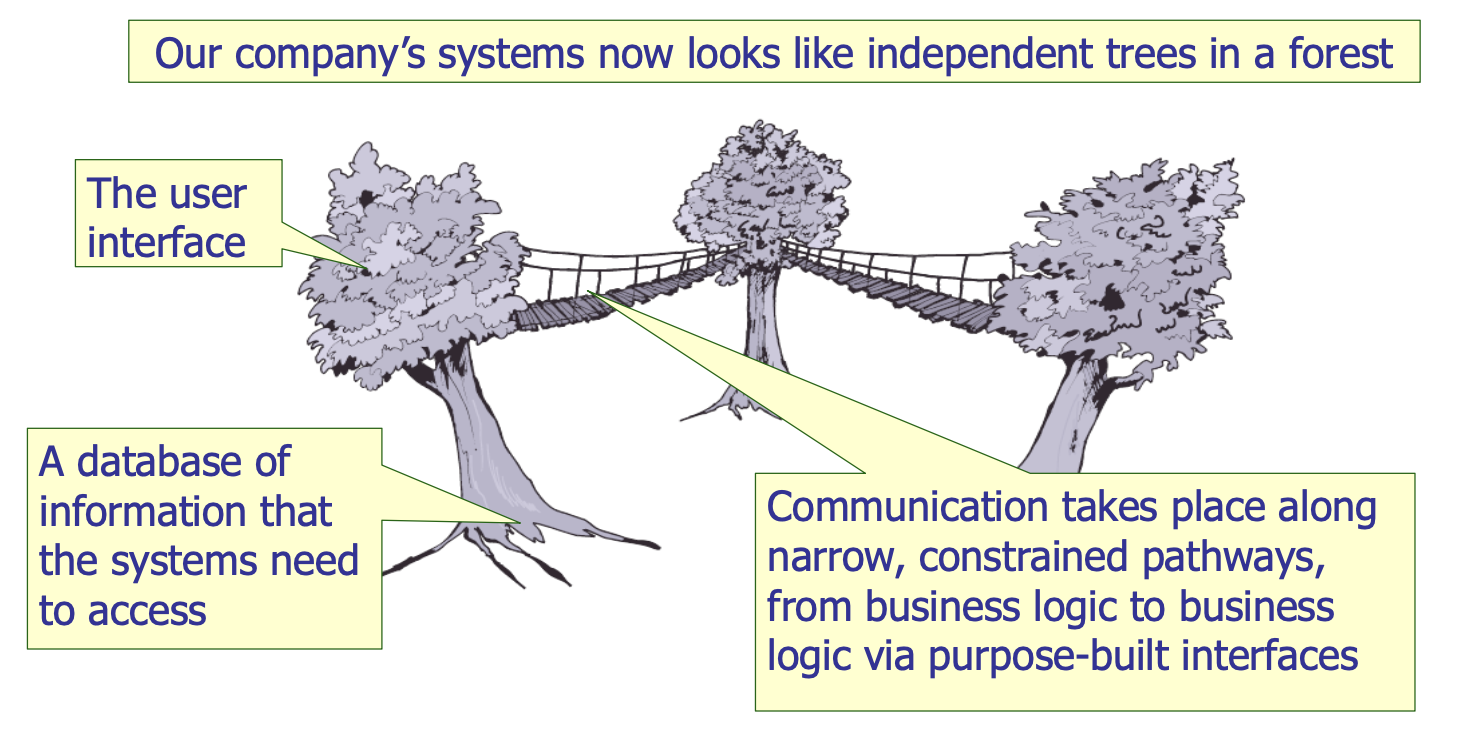 Our company’s systems now looks like independent trees in a forest
The user
interface
A database of
information that
the systems need
to access
Communication takes place along
narrow, constrained pathways,
from business logic to business
logic via purpose-built interfaces